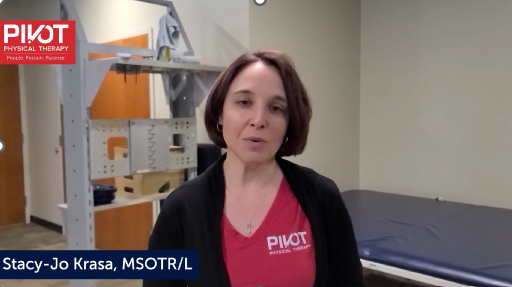 PIVOT
PHYSICAL THERAPY
People. Passion. Purpose.
PIVOT
PHYSICAL THERAPY
Stacy-Jo Krasa, MSOTR/L